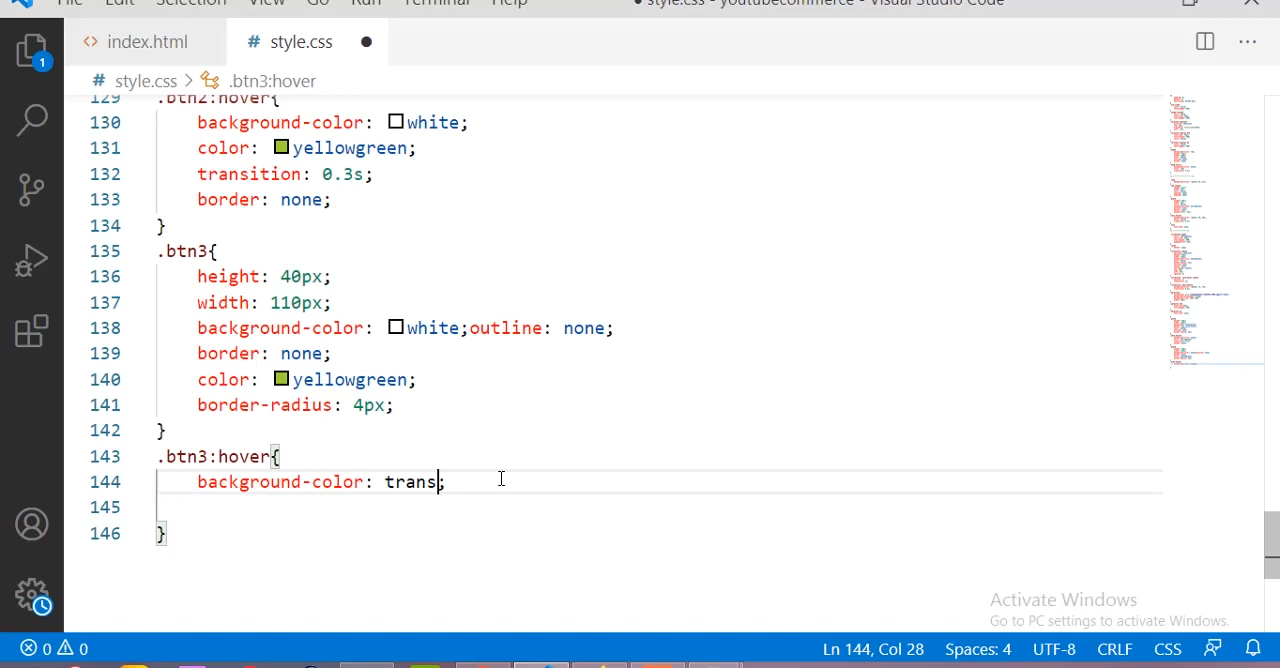 File Edit Selection View Go Run Terminal Help ● style.css - youtubecommerce - Visual Studio Code
<> index.html # style.css ●
# style.css > .btn3:hover
129 .btn2:hover{
130 background-color: white;
131 color: yellowgreen;
132 transition: 0.3s;
133 border: none;
134 }
135 .btn3{
136 height: 40px;
137 width: 110px;
138 background-color: white;outline: none;
139 border: none;
140 color: yellowgreen;
141 border-radius: 4px;
142 }
143 .btn3:hover{
144 background-color: trans;
145
146 }
1
Activate Windows
Go to PC settings to activate Windows.
0 0 Ln 144, Col 28 Spaces: 4 UTF-8 CRLF CSS